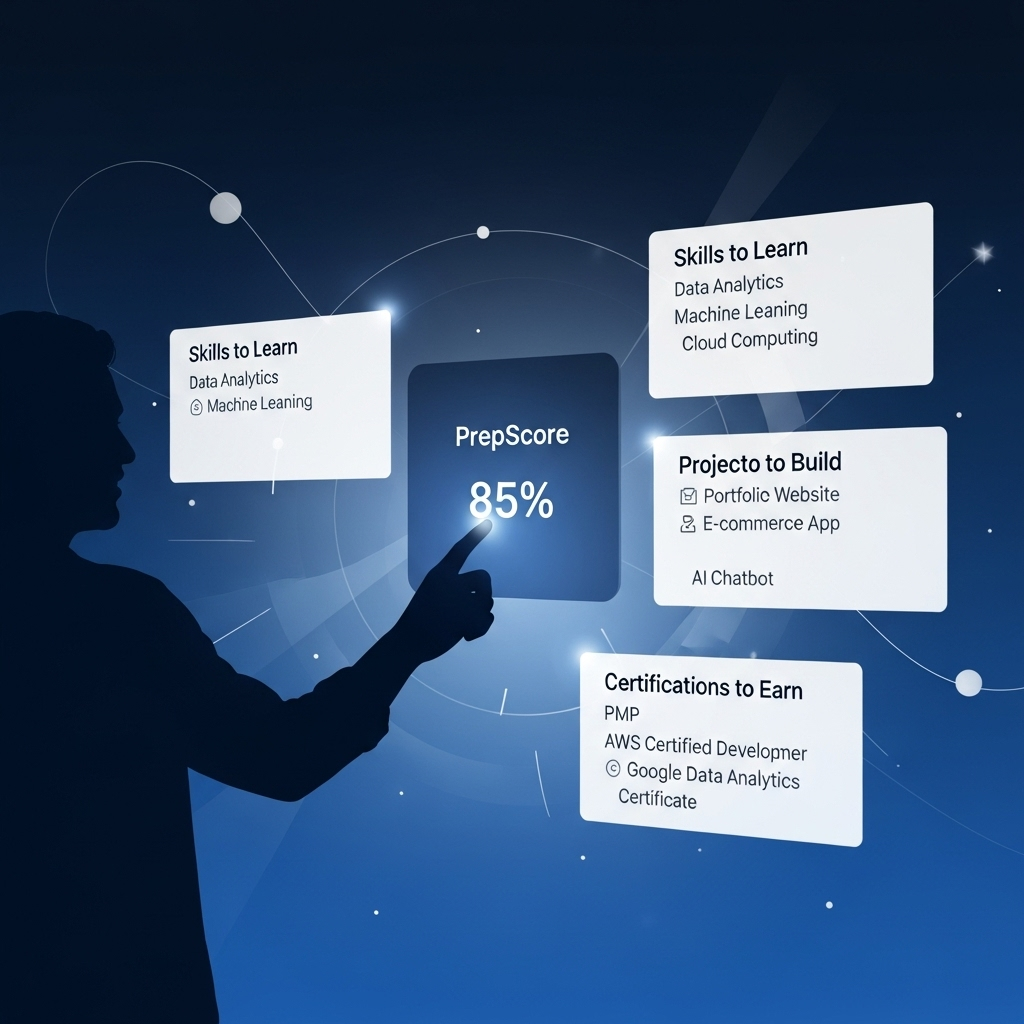 Skills to Learn
Data Analytics
Machine Leaning
PrepScore
85%
Skills to Learn
Data Analytics
Machine Leaning
Cloud Computing
Projecto to Build
Portfolic Website
E-commerce App
AI Chatbot
Certifications to Earn
PMP
AWS Certified Developmer
Google Data Analytics
Certificate